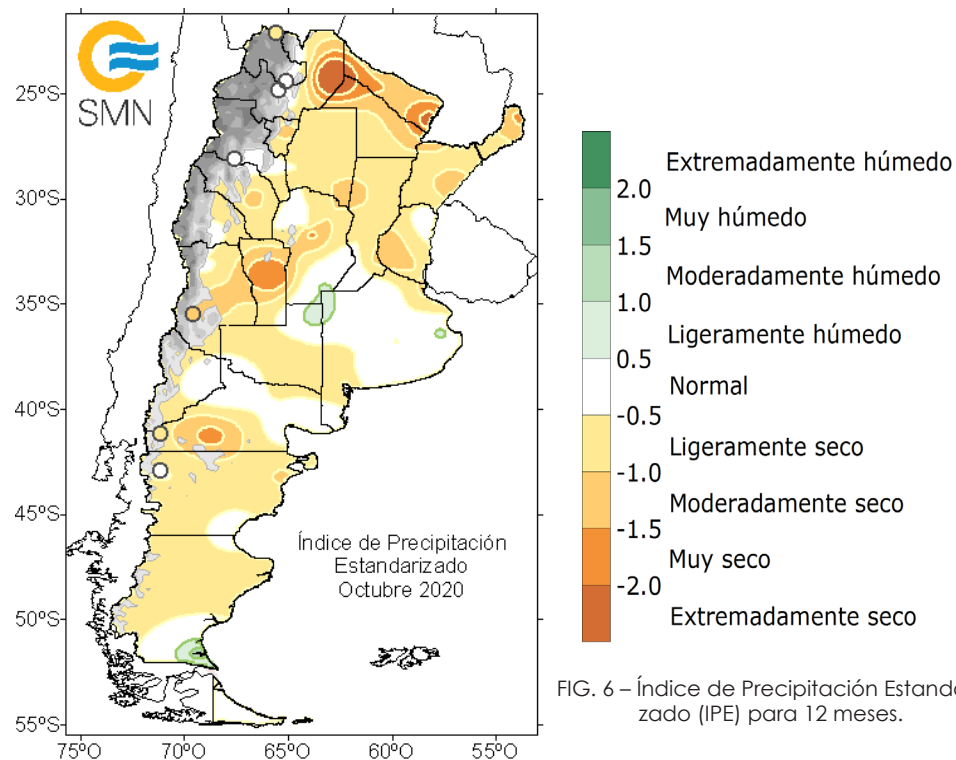 SMN
25ºS
30ºS
35ºS
40ºS
45ºS
50ºS
55ºS
75ºO
70ºO
65ºO
60ºO
55ºO
Índice de Precipitación
Estandarizado
Octubre 2020
Extremadamente húmedo
2.0
Muy húmedo
1.5
Moderadamente húmedo
1.0
Ligeramente húmedo
0.5
Normal
-0.5
Ligeramente seco
-1.0
Moderadamente seco
-1.5
Muy seco
-2.0
Extremadamente seco
FIG. 6 – Índice de Precipitación Estanda
zado (IPE) para 12 meses.